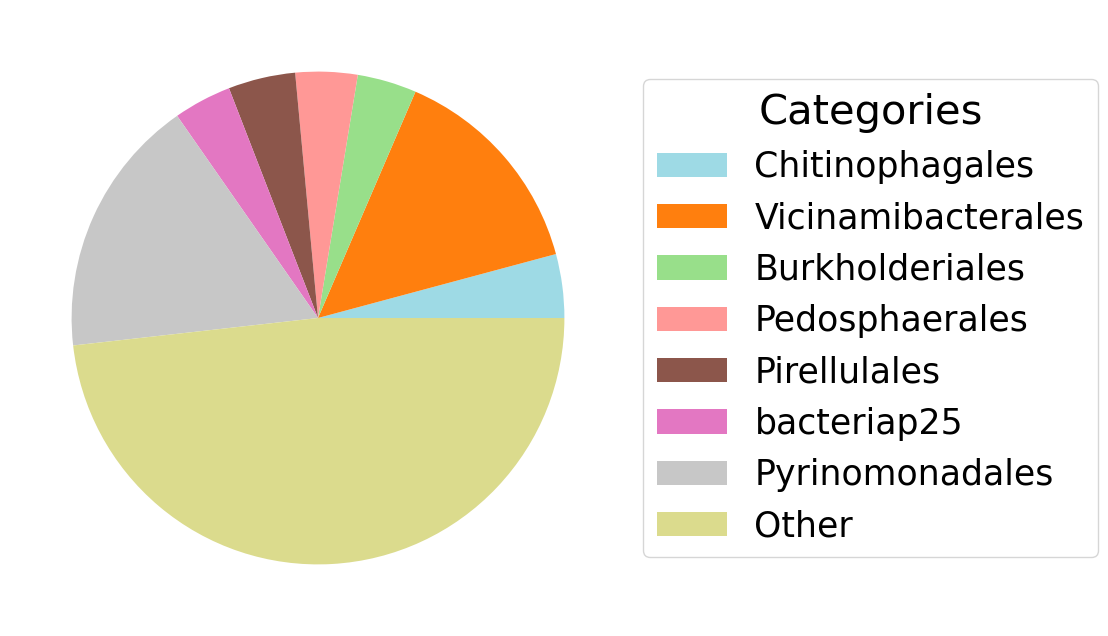 Categories
Chitinophagales
Vicinamibacterales
Burkholderiales
Pedosphaerales
Pirellulales
bacteriap25
Pyrinomonadales
Other